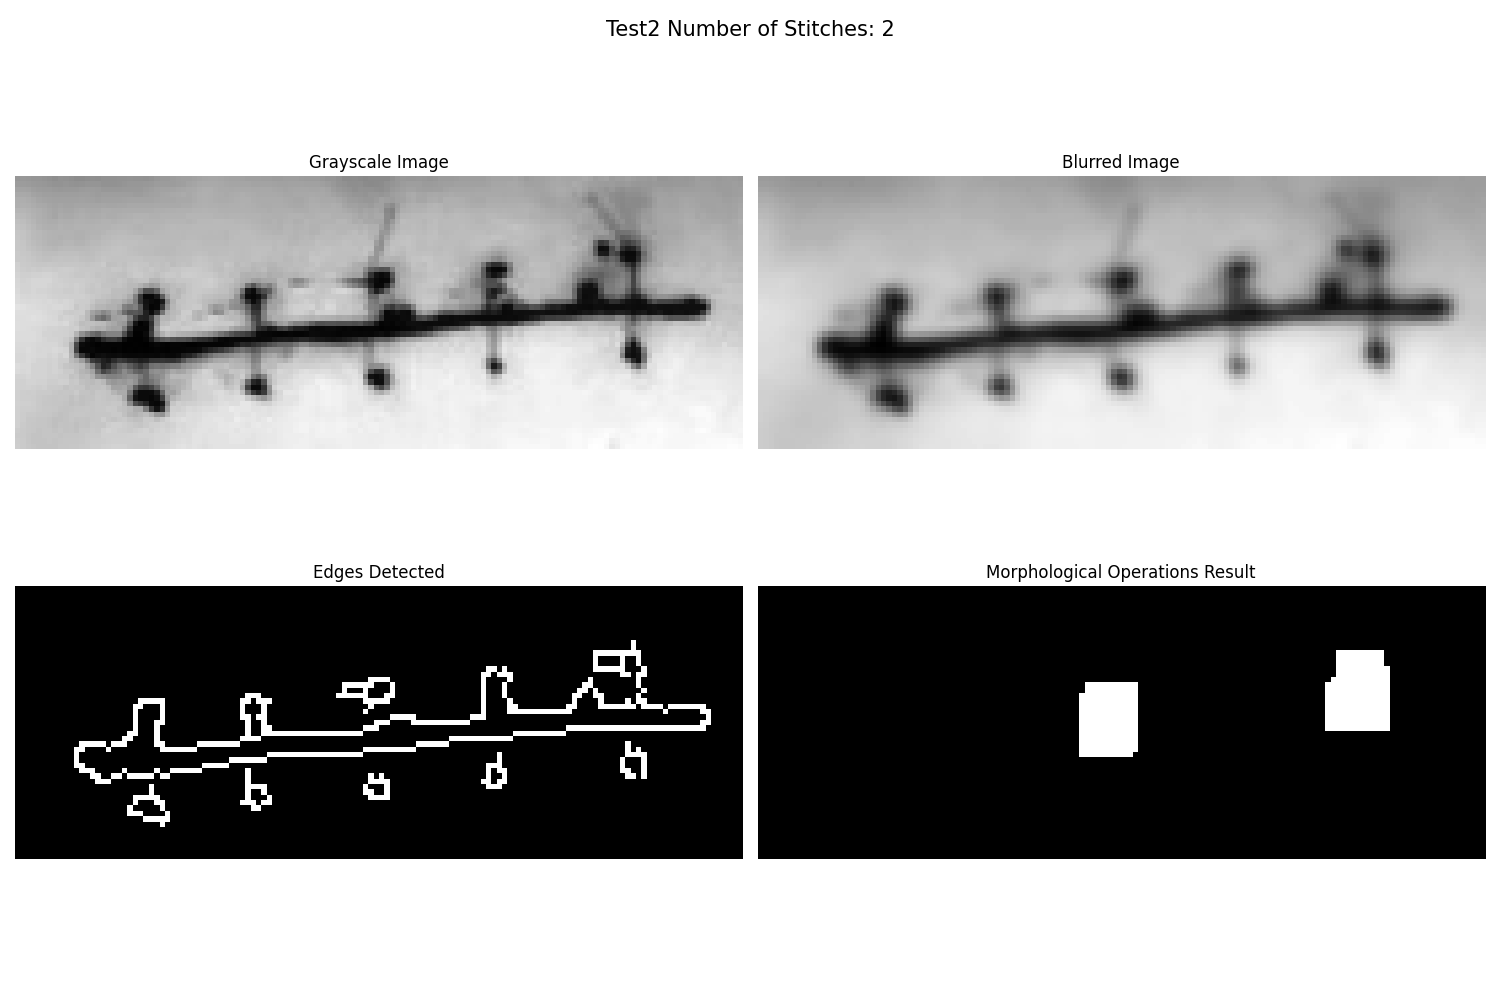 Test2 Number of Stitches: 2
Grayscale Image
Blurred Image
Edges Detected
Morphological Operations Result